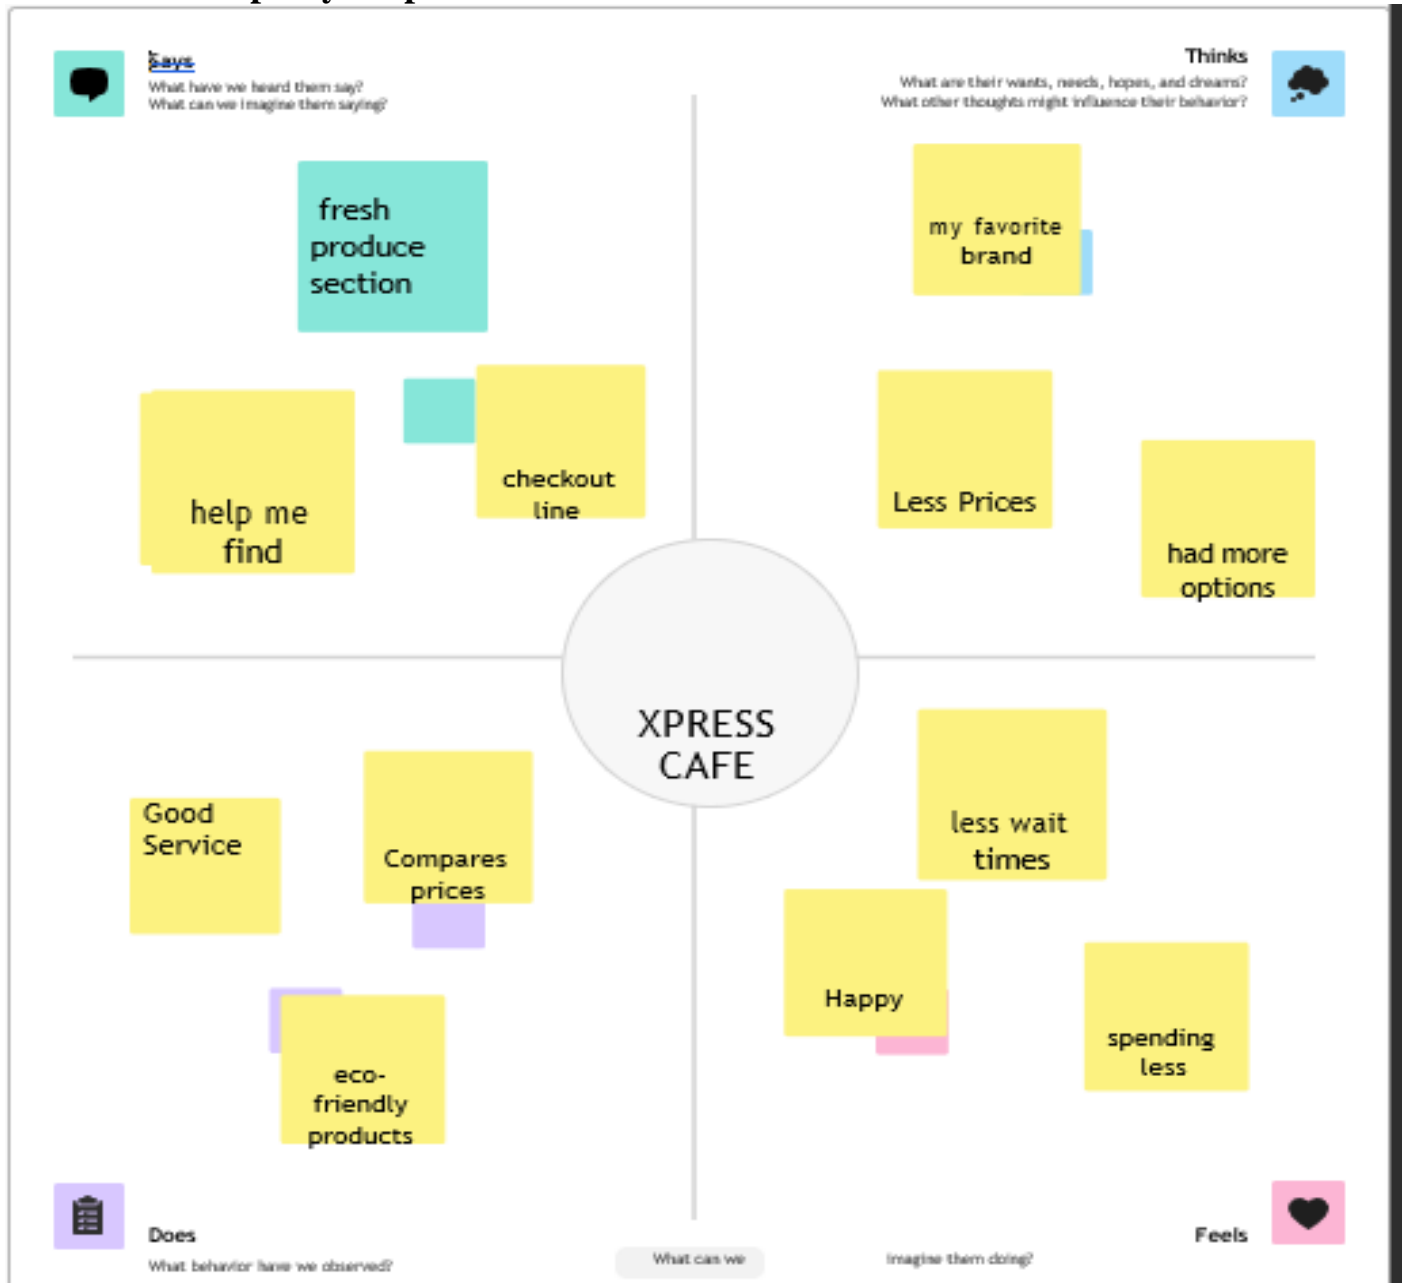 Says
What have we heard them say?
What can we imagine them saying?
Thinks
What are their wants, needs, hopes, and dreams?
What other thoughts might influence their behavior?
fresh
produce
section
help me
find
checkout
line
my favorite
brand
Less Prices
had more
options
XPRESS
CAFE
Good
Service
Compares
prices
eco-
friendly
products
less wait
times
Happy
spending
less
Does
What behavior have we observed?
What can we
imagine them doing?
Feels